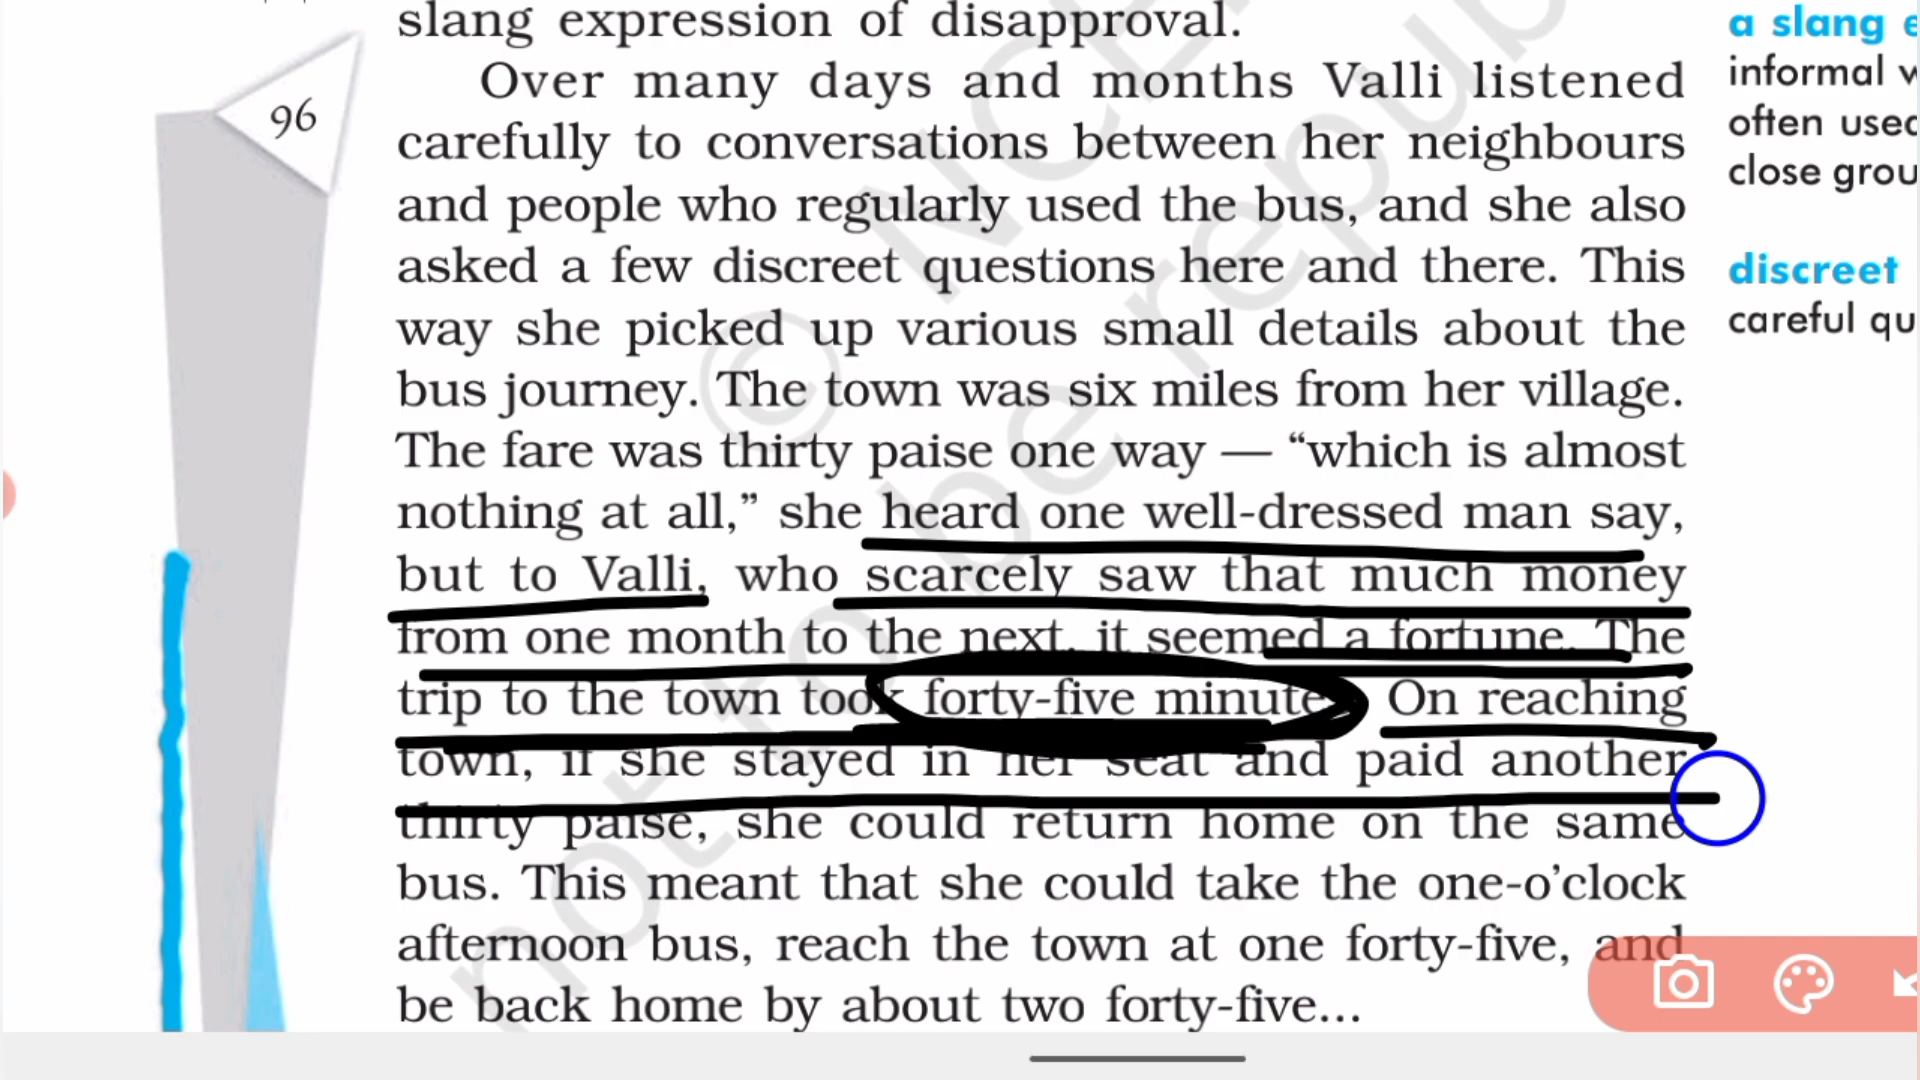 slang expression of disapproval.
Over many days and months Valli listened
carefully to conversations between her neighbours
and people who regularly used the bus, and she also
asked a few discreet questions here and there. This
way she picked up various small details about the
bus journey. The town was six miles from her village.
The fare was thirty paise one way — “which is almost
nothing at all,” she heard one well-dressed man say,
but to Valli, who scarcely saw that much money
from one month to the next, it seemed a fortune. The
trip to the town took forty-five minute
On reaching
town, if she stayed in her seat and paid another
thirty paise, she could return home on the same
bus. This meant that she could take the one-o’clock
afternoon bus, reach the town at one forty-five, and
be back home by about two forty-five...
96
a slang e
informal w
often used
close grou
discreet
careful qu
© NCE
not to be repub